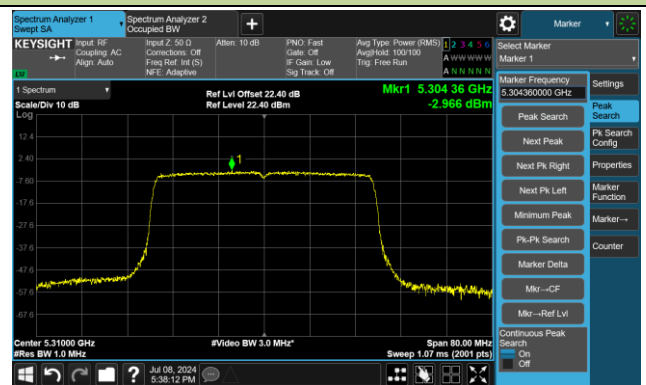 Spectrum Analyzer 1
Swept SA
Spectrum Analyzer 2
Occupied BW
Marker
KEYSIGHT
Input: RF
Coupling: AC
Align: Auto
Input Z: 50 Ω
Corrections: Off
Freq Ref: Int (S)
NFE: Adaptive
Atten: 10 dB
PNO: Fast
Gate: Off
IF Gain: Low
Sig Track: Off
Avg Type: Power (RMS)
Avg|Hold: 100/100
Trig: Free Run
1 2 3 4 5 6
A W W W W W
A N N N N N
Select Marker
Marker 1
1 Spectrum
Scale/Div 10 dB
Log
Ref Lvl Offset 22.40 dB
Ref Level 22.40 dBm
Mkr1 5.304 36 GHz
-2.966 dBm
12.4
2.40
-7.60
-17.6
-27.6
-37.6
-47.6
-57.6
-67.6
1
Center 5.31000 GHz
#Res BW 1.0 MHz
#Video BW 3.0 MHz*
Span 80.00 MHz
Sweep 1.07 ms (2001 pts)
Marker Frequency
5.304360000 GHz
Peak Search
Next Peak
Next Pk Right
Next Pk Left
Minimum Peak
Pk-Pk Search
Marker Delta
Mkr→CF
Mkr→Ref Lvl
Continuous Peak
Search
On
Off
Settings
Peak
Search
Pk Search
Config
Properties
Marker
Function
Marker→
Counter
Jul 08, 2024
5:38:12 PM